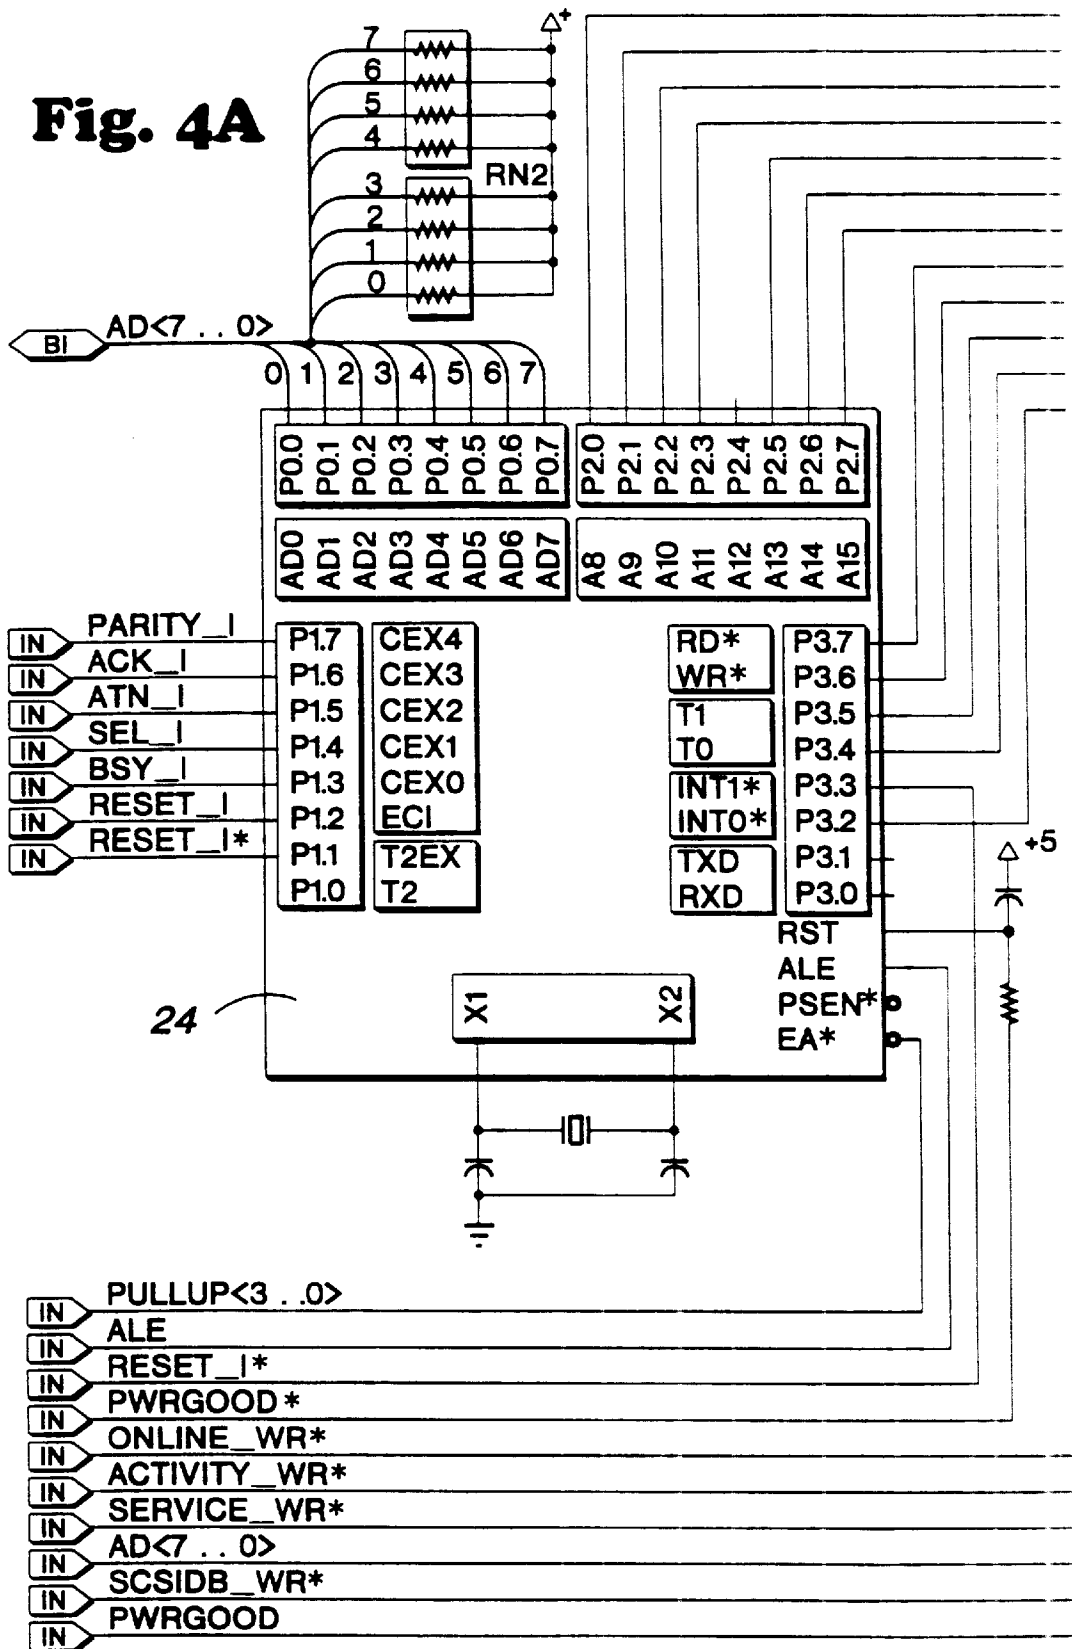 Fig. 4A
+
7
6
5
4
RN2
3
2
1
0
BI AD<7 . . 0>
0 1 2 3 4 5 6 7
P0.0 P0.1 P0.2 P0.3 P0.4 P0.5 P0.6 P0.7
P2.0 P2.1 P2.2 P2.3 P2.4 P2.5 P2.6 P2.7
AD0 AD1 AD2 AD3 AD4 AD5 AD6 AD7
A8 A9 A10 A11 A12 A13 A14 A15
IN PARITY_I P1.7 CEX4 RD* P3.7
IN ACK_I P1.6 CEX3 WR* P3.6
IN ATN_I P1.5 CEX2 T1 P3.5
IN SEL_I P1.4 CEX1 T0 P3.4
IN BSY_I P1.3 CEX0 INT1* P3.3
IN RESET_I P1.2 ECI INT0* P3.2
IN RESET_I* P1.1 T2EX TXD P3.1
+5
P1.0 T2 RXD P3.0
RST
ALE
PSEN*
EA*
24
X1 X2
IN PULLUP<3 . .0>
IN ALE
IN RESET_I*
IN PWRGOOD*
IN ONLINE_WR*
IN ACTIVITY_WR*
IN SERVICE_WR*
IN AD<7 . . 0>
IN SCSIDB_WR*
IN PWRGOOD